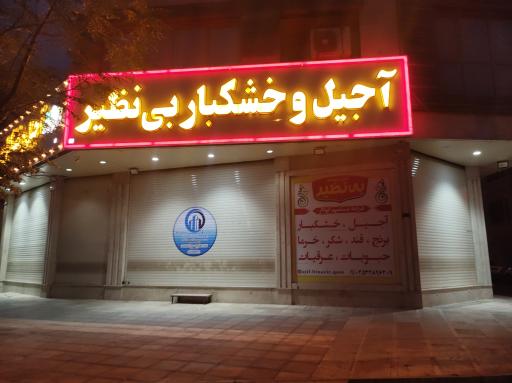 آجیل و خشکبار بی نظیر
بی نظیر
آجیل ، خشکبار
برنج ، قند ، شکر ، خرما
حبوبات ، عرقیات